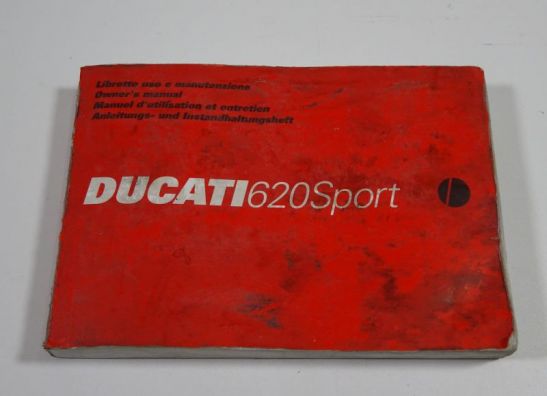 Libretto uso e manutenzione
Owner's manual
Manuel d'utilisation et entretien
Anleitungs- und Instandhaltungsheft
DUCATI620Sport